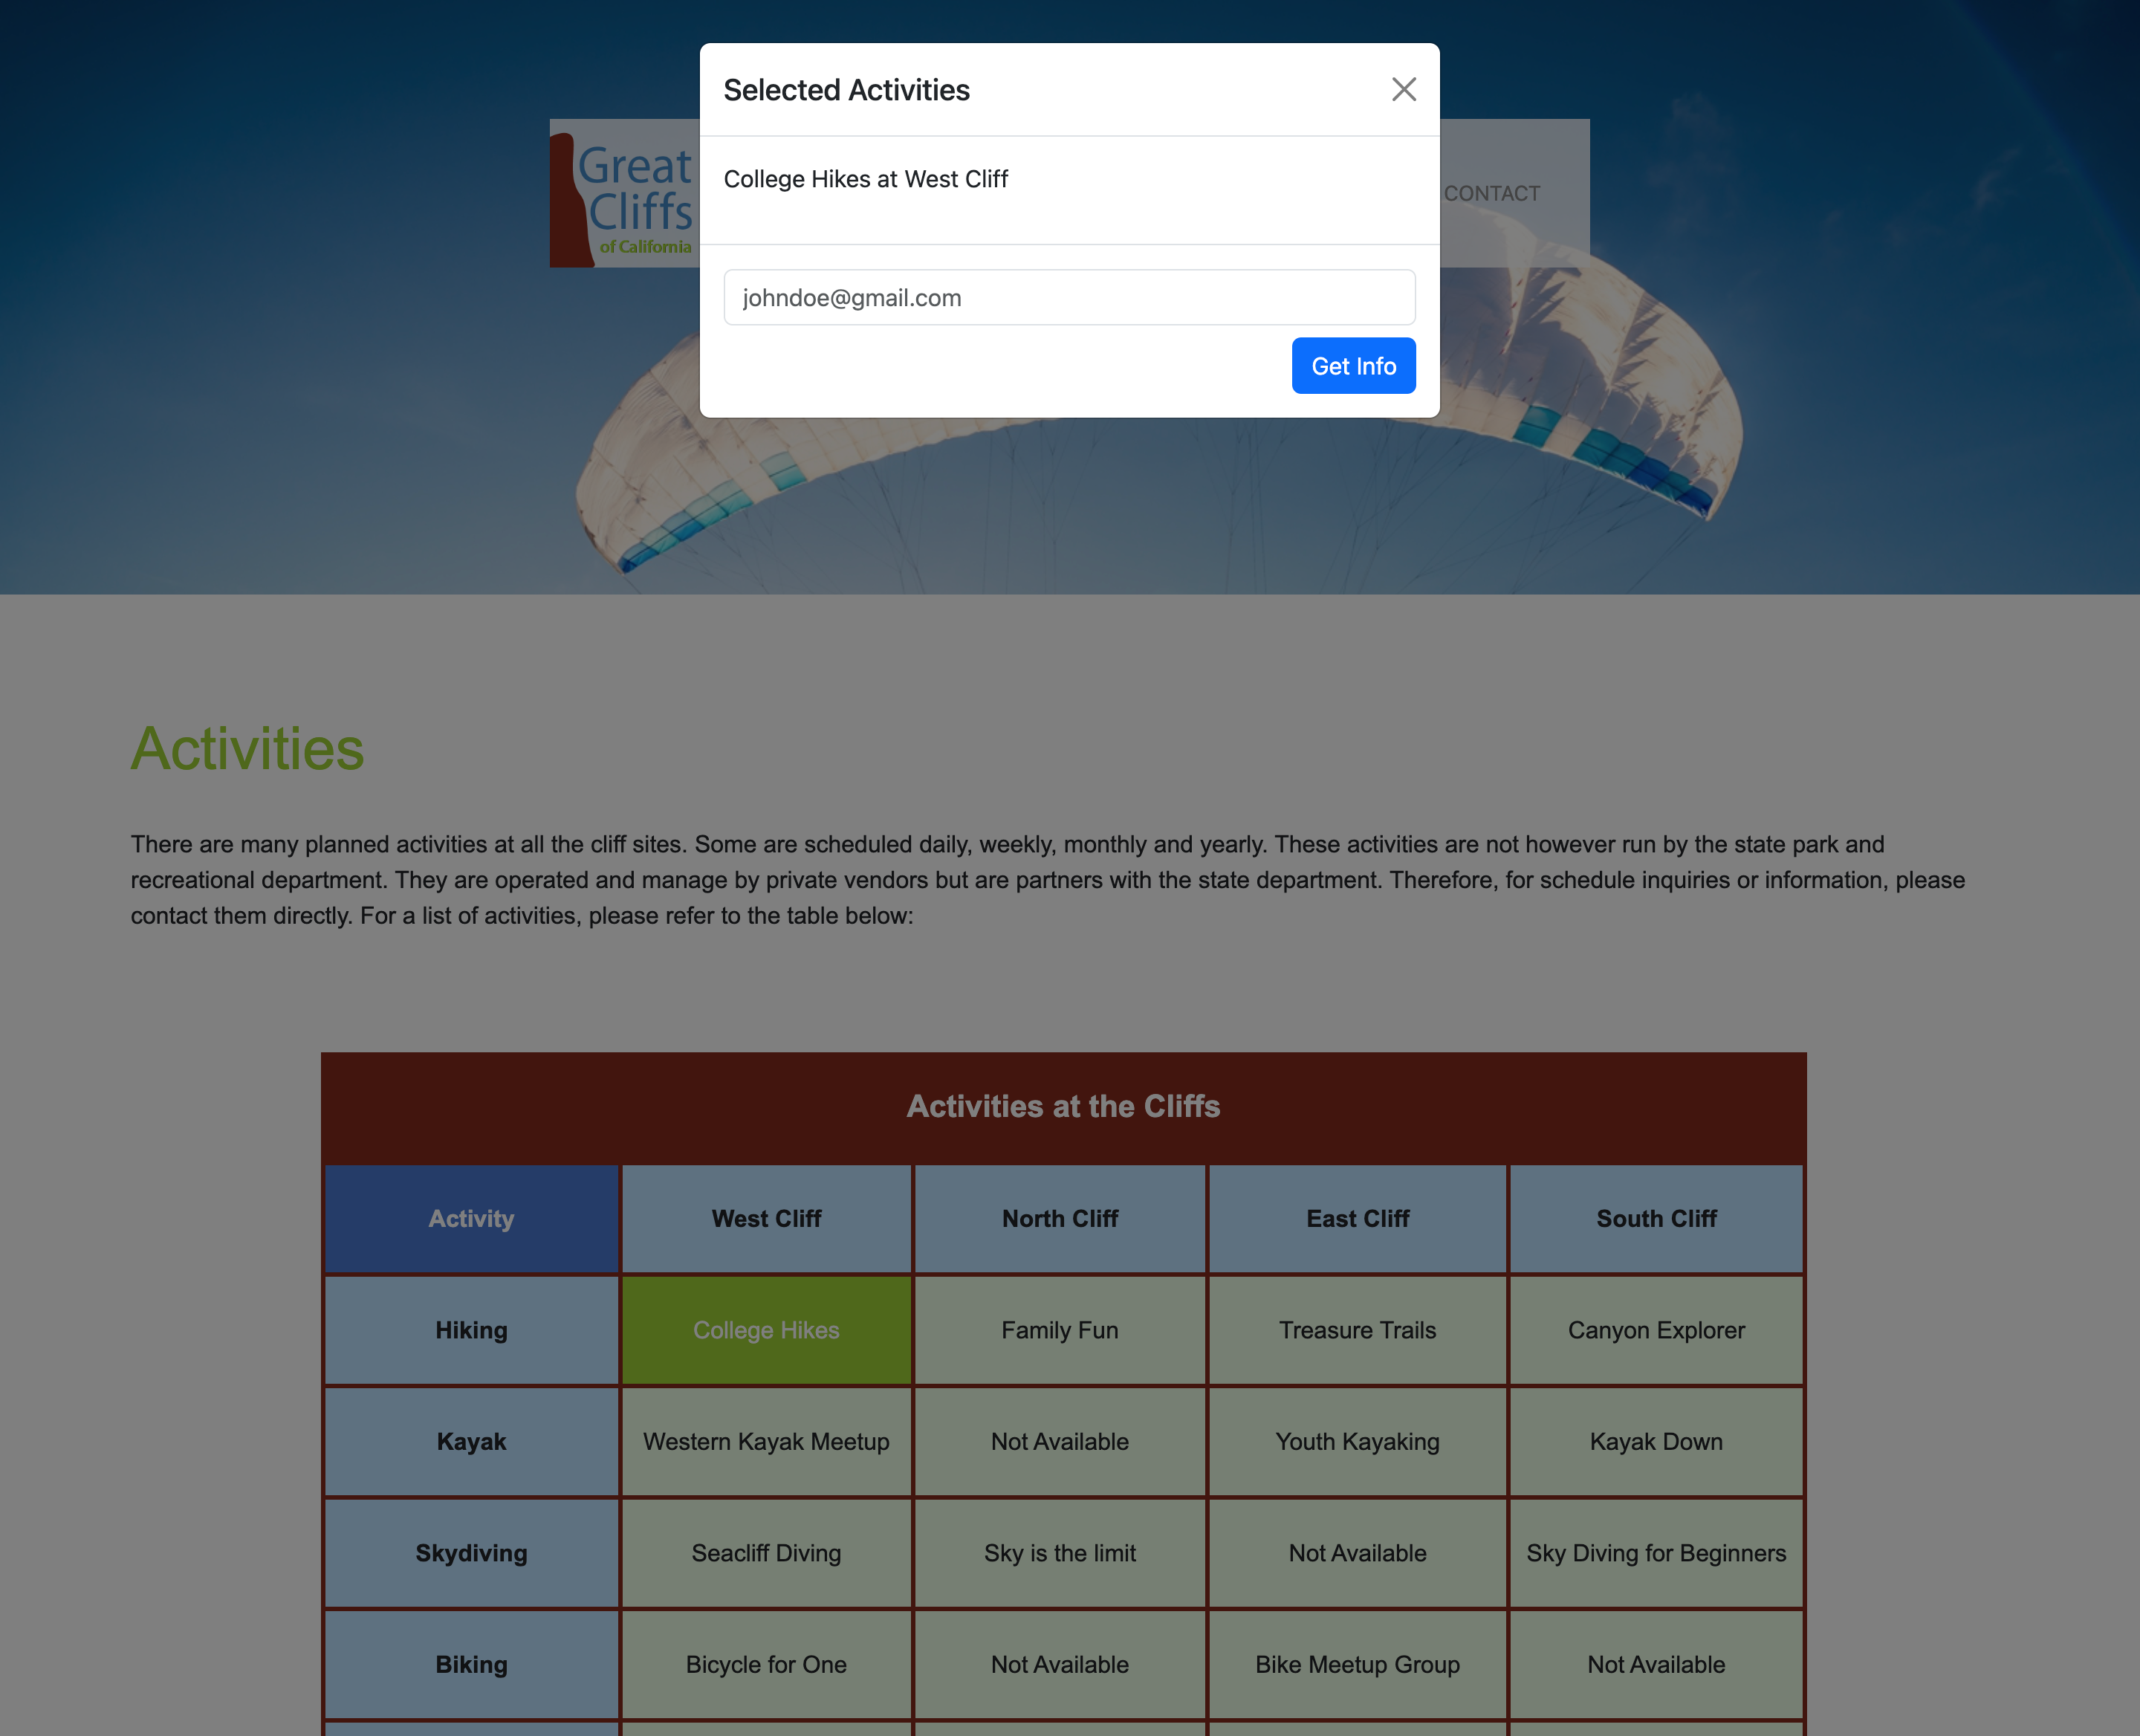 Selected Activities
College Hikes at West Cliff
johndoe@gmail.com
Get Info
Great
Cliffs
of California
CONTACT
Activities
There are many planned activities at all the cliff sites. Some are scheduled daily, weekly, monthly and yearly. These activities are not however run by the state park and
recreational department. They are operated and manage by private vendors but are partners with the state department. Therefore, for schedule inquiries or information, please
contact them directly. For a list of activities, please refer to the table below:
Activities at the Cliffs
Activity West Cliff North Cliff East Cliff South Cliff
Hiking College Hikes Family Fun Treasure Trails Canyon Explorer
Kayak Western Kayak Meetup Not Available Youth Kayaking Kayak Down
Skydiving Seacliff Diving Sky is the limit Not Available Sky Diving for Beginners
Biking Bicycle for One Not Available Bike Meetup Group Not Available